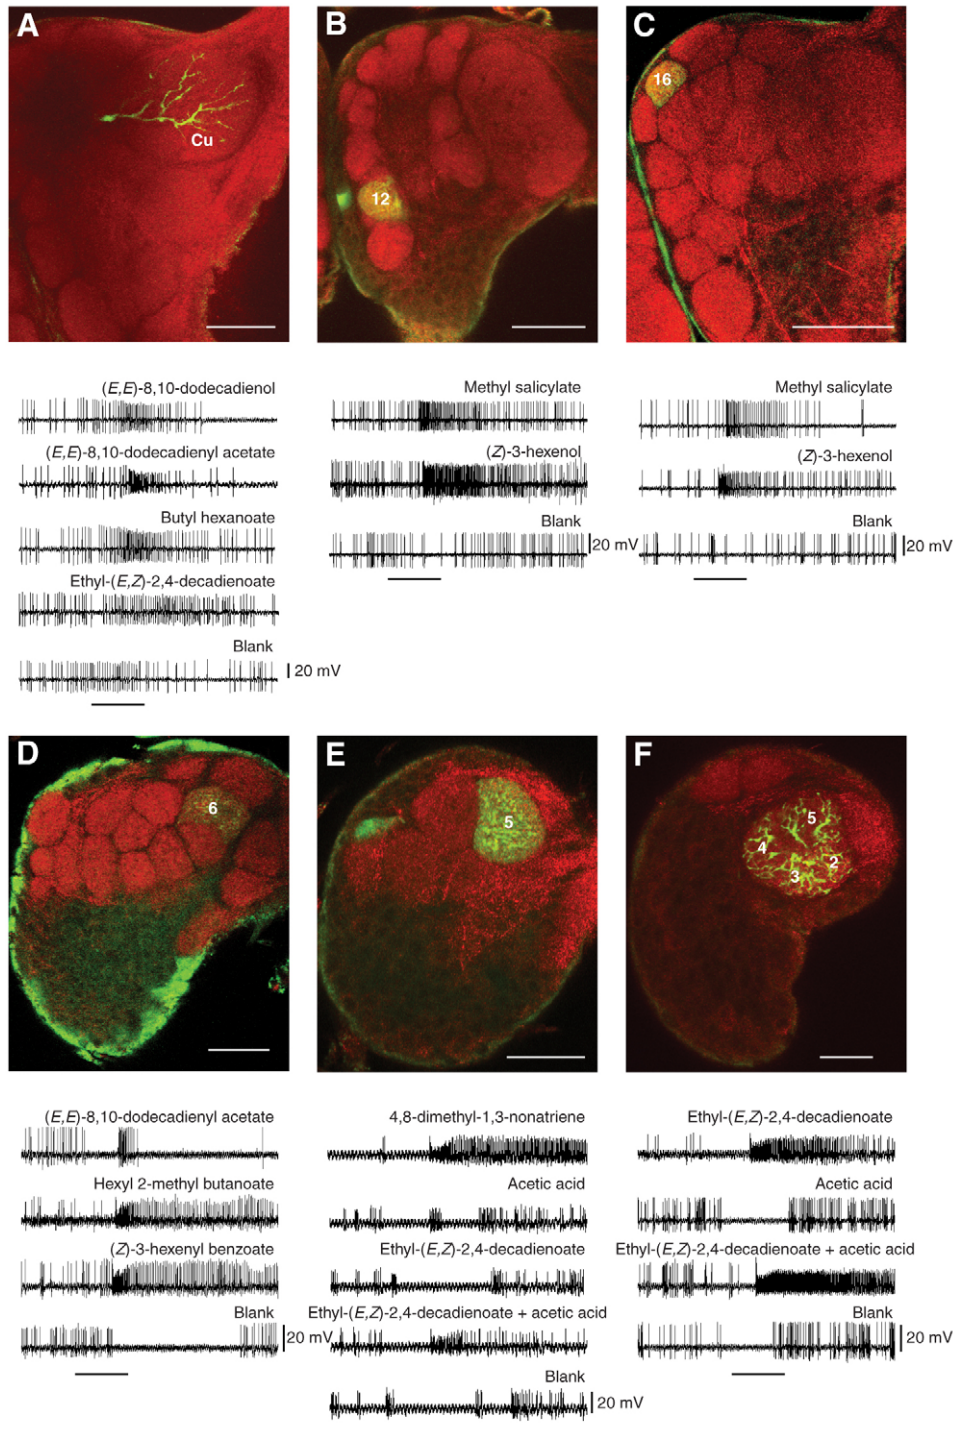 A
B
C
Cu
12
16
(E,E)-8,10-dodecadienol
(E,E)-8,10-dodecadienyl acetate
Butyl hexanoate
Ethyl-(E,Z)-2,4-decadienoate
Blank
20 mV
Methyl salicylate
(Z)-3-hexenol
Blank
20 mV
Methyl salicylate
(Z)-3-hexenol
Blank
20 mV
D
E
F
6
5
5
4
2
3
(E,E)-8,10-dodecadienyl acetate
Hexyl 2-methyl butanoate
(Z)-3-hexenyl benzoate
Blank
20 mV
4,8-dimethyl-1,3-nonatriene
Acetic acid
Ethyl-(E,Z)-2,4-decadienoate
Ethyl-(E,Z)-2,4-decadienoate + acetic acid
Blank
20 mV
Ethyl-(E,Z)-2,4-decadienoate
Acetic acid
Ethyl-(E,Z)-2,4-decadienoate + acetic acid
Blank
20 mV